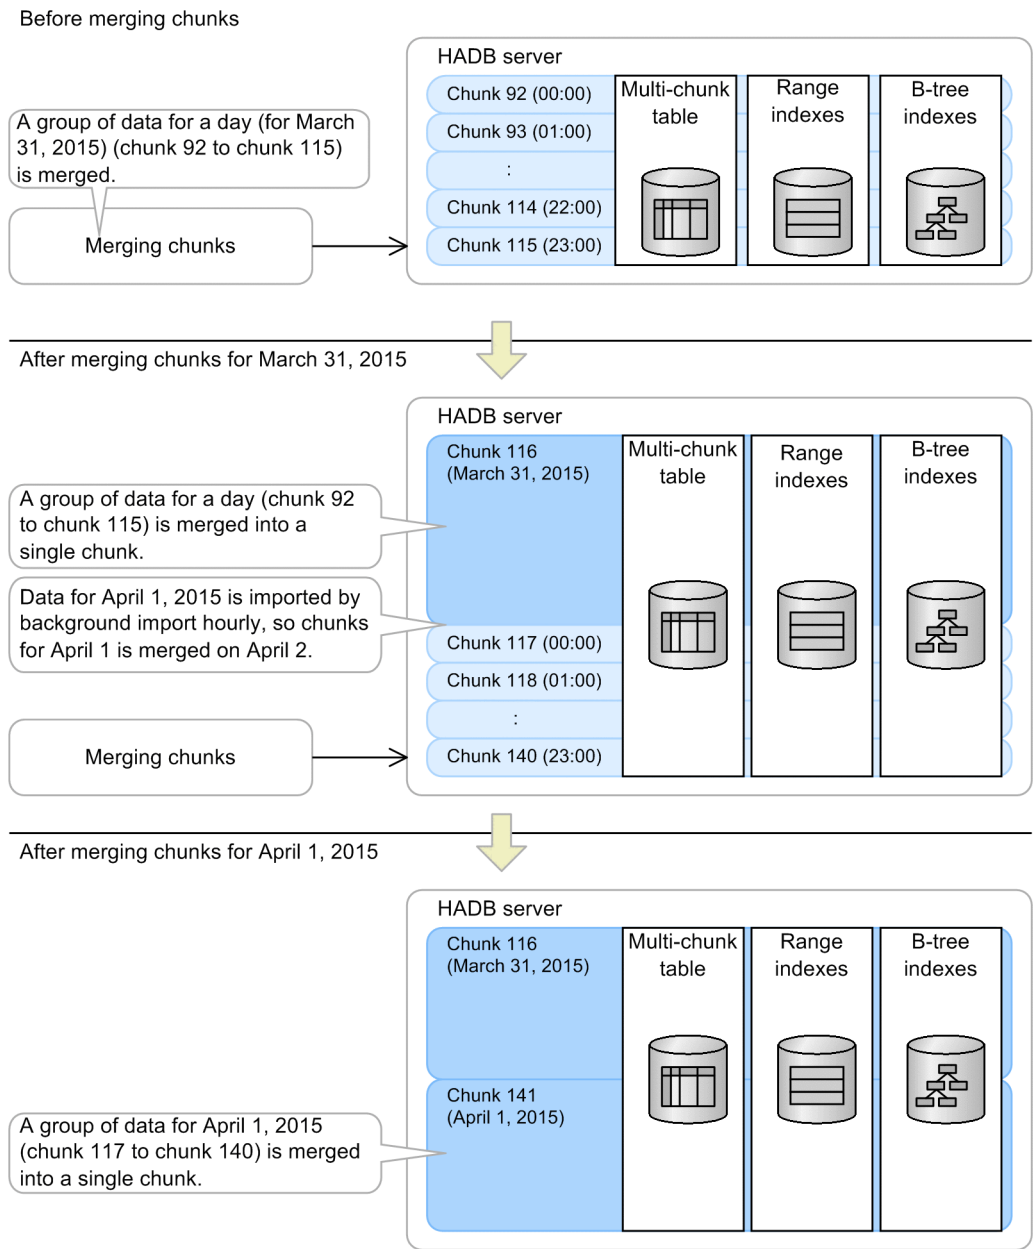 Before merging chunks
HADB server
Chunk 92 (00:00)
Chunk 93 (01:00)
:
Chunk 114 (22:00)
Chunk 115 (23:00)
Multi-chunk
table
Range
indexes
B-tree
indexes
A group of data for a day (for March
31, 2015) (chunk 92 to chunk 115)
is merged.
Merging chunks
After merging chunks for March 31, 2015
HADB server
Chunk 116
(March 31, 2015)
Multi-chunk
table
Range
indexes
B-tree
indexes
A group of data for a day (chunk 92
to chunk 115) is merged into a
single chunk.
Data for April 1, 2015 is imported by
background import hourly, so chunks
for April 1 is merged on April 2.
Chunk 117 (00:00)
Chunk 118 (01:00)
:
Chunk 140 (23:00)
Merging chunks
After merging chunks for April 1, 2015
HADB server
Chunk 116
(March 31, 2015)
Multi-chunk
table
Range
indexes
B-tree
indexes
Chunk 141
(April 1, 2015)
A group of data for April 1, 2015
(chunk 117 to chunk 140) is merged
into a single chunk.